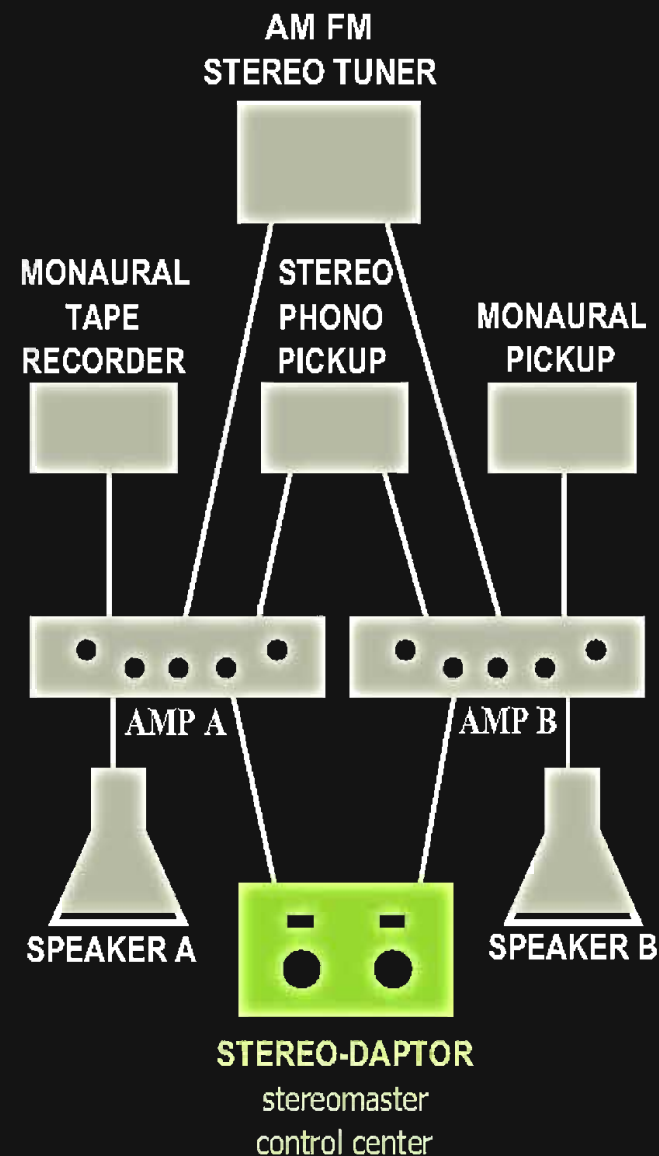 AM FM
STEREO TUNER
MONAURAL
TAPE
RECORDER
STEREO
PHONO
PICKUP
MONAURAL
PICKUP
AMP A
AMP B
SPEAKER A
SPEAKER B
STEREO-DAPTOR
stereomaster
control center